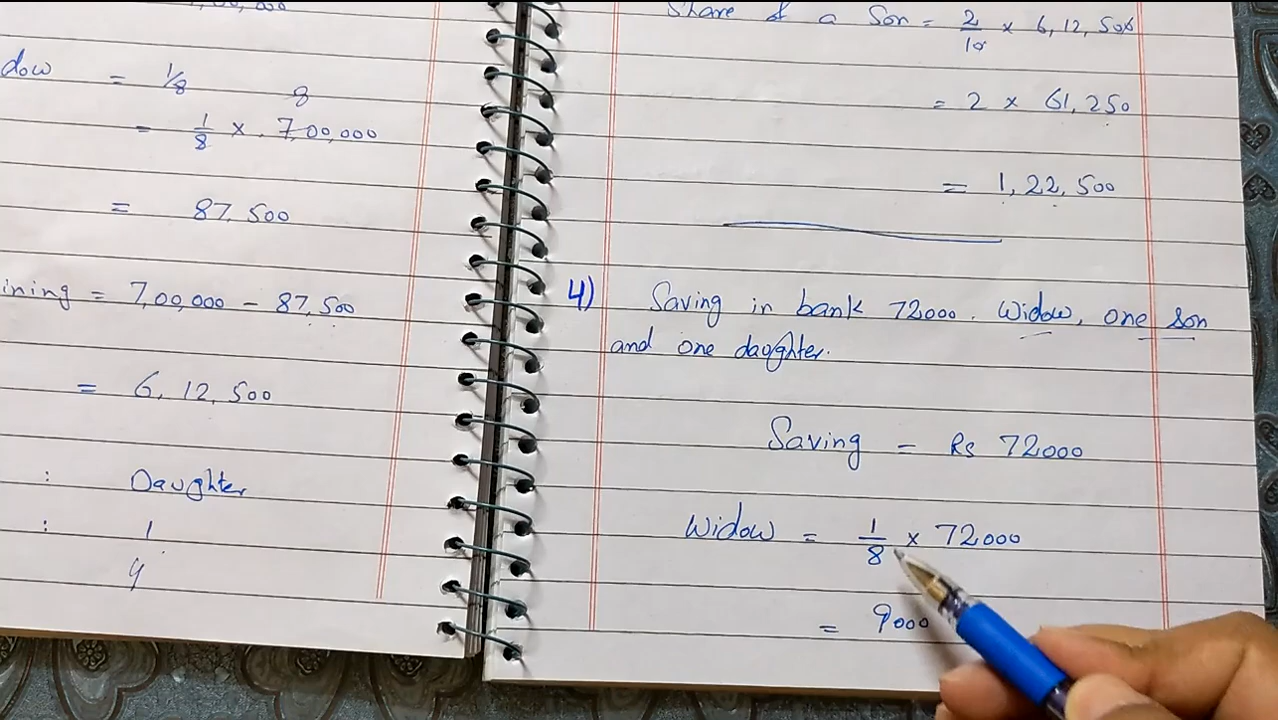 dow = 1/8 8
= 1/8 × 7,00,000
= 87,500
ining = 7,00,000 - 87,500
= 6,12,500
: Daughter
: 1
Share of a Son = 2/10 × 6,12,500
= 2 × 61,250
= 1,22,500
4) Saving in bank 72000. Widow, one son
and one daughter.
Saving = Rs 72000
Widow = 1/8 × 72000
= 9000